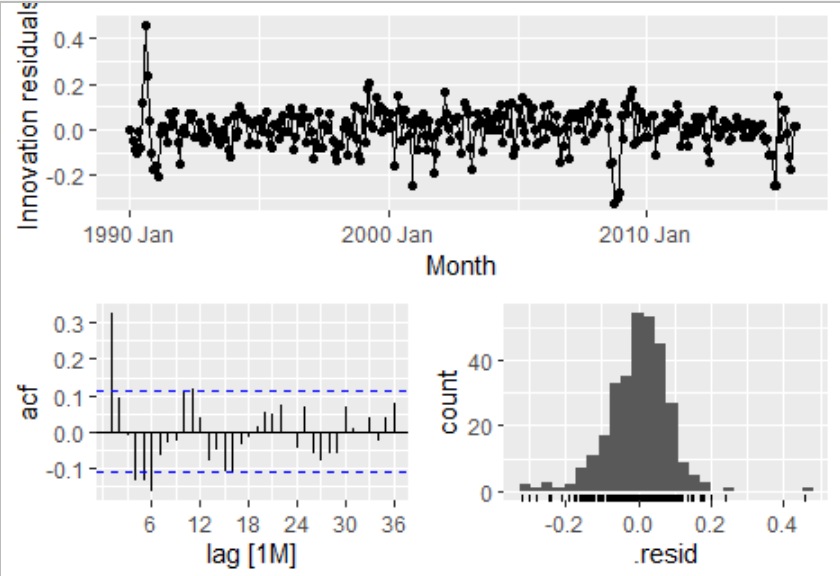 Innovation residuals
0.4
0.2
0.0
-0.2
1990 Jan 2000 Jan 2010 Jan
Month
acf
0.3
0.2
0.1
0.0
-0.1
6 12 18 24 30 36
lag [1M]
count
40
20
0
-0.2 0.0 0.2 0.4
.resid